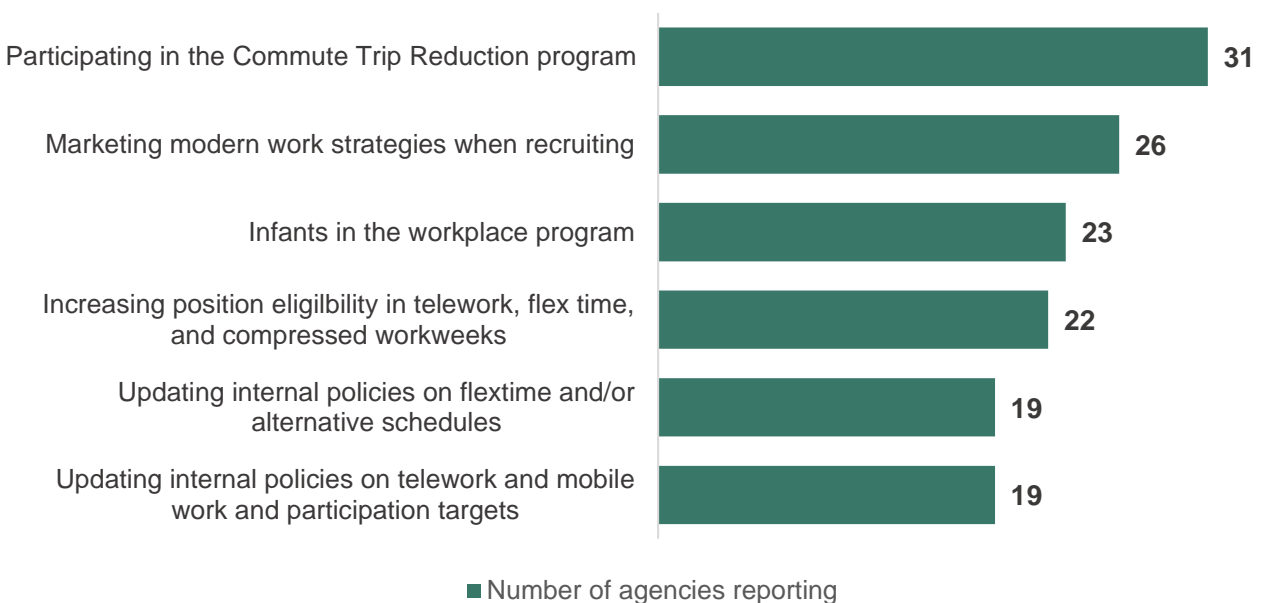 Participating in the Commute Trip Reduction program
31
Marketing modern work strategies when recruiting
26
Infants in the workplace program
23
Increasing position eligilbility in telework, flex time,
and compressed workweeks
22
Updating internal policies on flextime and/or
alternative schedules
19
Updating internal policies on telework and mobile
work and participation targets
19
Number of agencies reporting